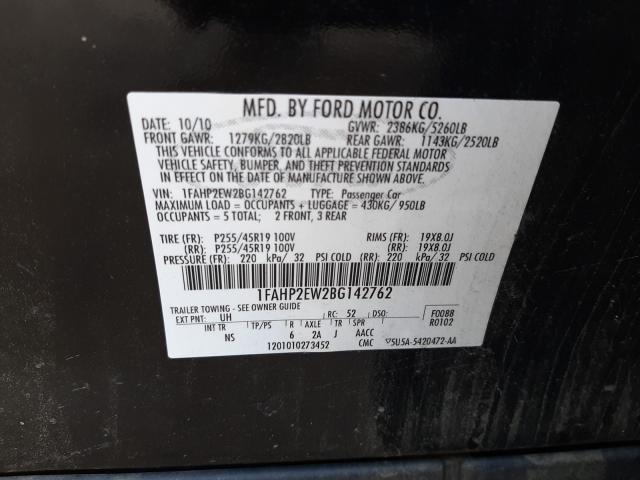 MFD. BY FORD MOTOR CO.
DATE: 10/10 GVWR: 2386KG/5260LB
FRONT GAWR: 1279KG/2820LB REAR GAWR: 1143KG/2520LB
THIS VEHICLE CONFORMS TO ALL APPLICABLE FEDERAL MOTOR
VEHICLE SAFETY, BUMPER, AND THEFT PREVENTION STANDARDS
IN EFFECT ON THE DATE OF MANUFACTURE SHOWN ABOVE.
VIN: 1FAHP2EW2BG142762 TYPE: Passenger Car
MAXIMUM LOAD = OCCUPANTS + LUGGAGE = 430KG/950LB
OCCUPANTS = 5 TOTAL; 2 FRONT, 3 REAR
TIRE (FR): P255/45R19 100V RIMS (FR): 19X8.0J
(RR): P255/45R19 100V (RR): 19X8.0J
PRESSURE (FR): 220 kPa/ 32 PSI COLD (RR): 220 kPa/ 32 PSI COLD
1FAHP2EW2BG142762
TRAILER TOWING - SEE OWNER GUIDE
EXT PNT: UH RC: 52 DSO: F0088
R0102
INT TR TP/PS R AXLE TR SPR
NS 6 2A J AACC
1201010273452 CMC 5U5A-5420472-AA